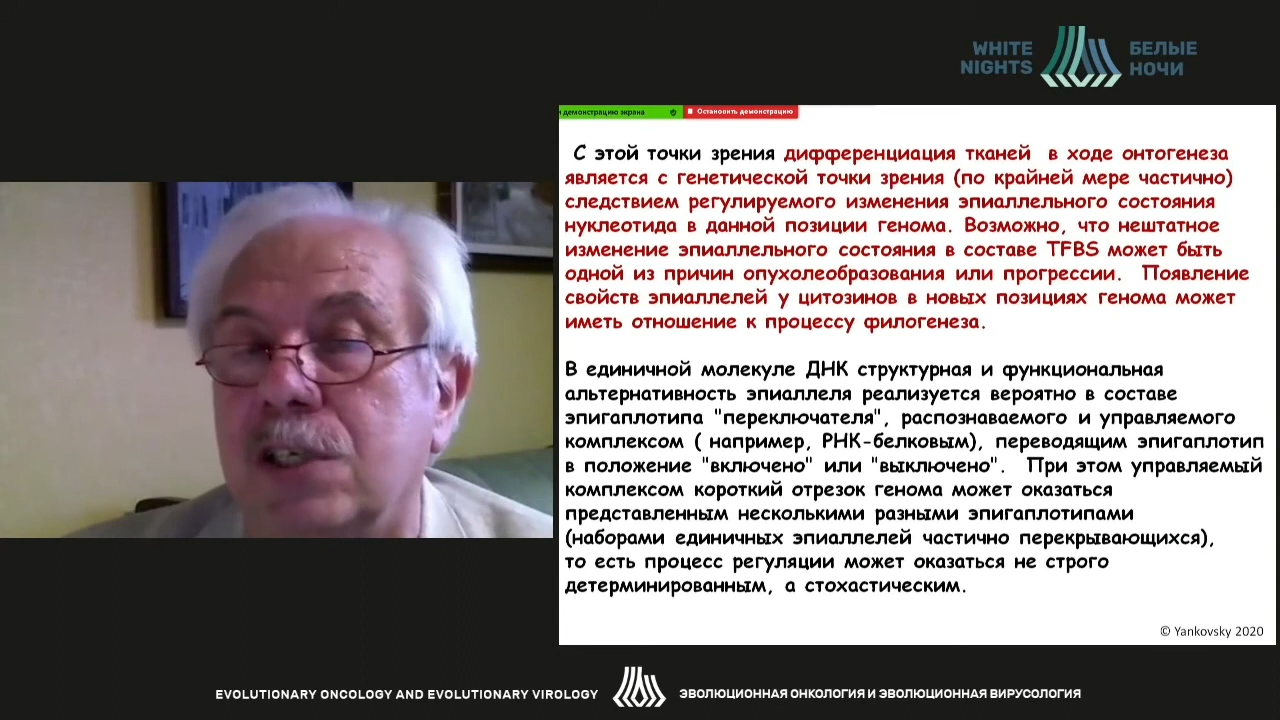 WHITE
NIGHTS
БЕЛЫЕ
НОЧИ
демонстрацию экрана
Остановить демонстрацию
С этой точки зрения дифференциация тканей в ходе онтогенеза
является с генетической точки зрения (по крайней мере частично)
следствием регулируемого изменения эпиаллельного состояния
нуклеотида в данной позиции генома. Возможно, что нештатное
изменение эпиаллельного состояния в составе TFBS может быть
одной из причин опухолеобразования или прогрессии. Появление
свойств эпиаллелей у цитозинов в новых позициях генома может
иметь отношение к процессу филогенеза.
В единичной молекуле ДНК структурная и функциональная
альтернативность эпиаллеля реализуется вероятно в составе
эпигаплотипа "переключателя", распознаваемого и управляемого
комплексом ( например, РНК-белковым), переводящим эпигаплотип
в положение "включено" или "выключено". При этом управляемый
комплексом короткий отрезок генома может оказаться
представленным несколькими разными эпигаплотипами
(наборами единичных эпиаллелей частично перекрывающихся),
то есть процесс регуляции может оказаться не строго
детерминированным, а стохастическим.
© Yankovsky 2020
EVOLUTIONARY ONCOLOGY AND EVOLUTIONARY VIROLOGY
ЭВОЛЮЦИОННАЯ ОНКОЛОГИЯ И ЭВОЛЮЦИОННАЯ ВИРУСОЛОГИЯ